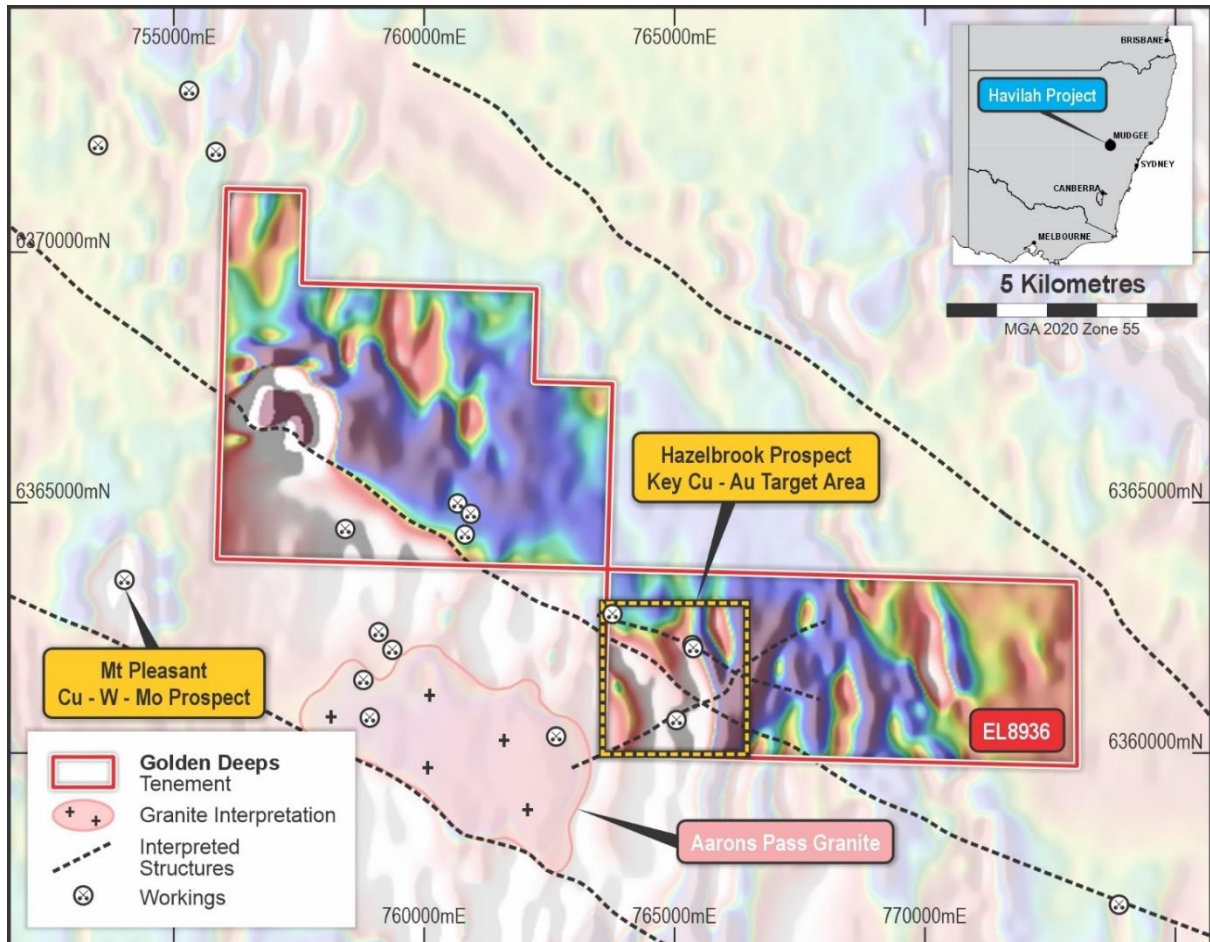 755000mE
760000mE
765000mE
BRISBANE
Havilah Project
MUDGEE
SYDNEY
CANBERRA
MELBOURNE
6370000mN
5 Kilometres
MGA 2020 Zone 55
Hazelbrook Prospect
Key Cu - Au Target Area
6365000mN
6365000mN
Mt Pleasant
Cu - W - Mo Prospect
EL8936
6360000mN
Golden Deeps
Tenement
Granite Interpretation
Interpreted
Structures
Workings
Aarons Pass Granite
760000mE
765000mE
770000mE